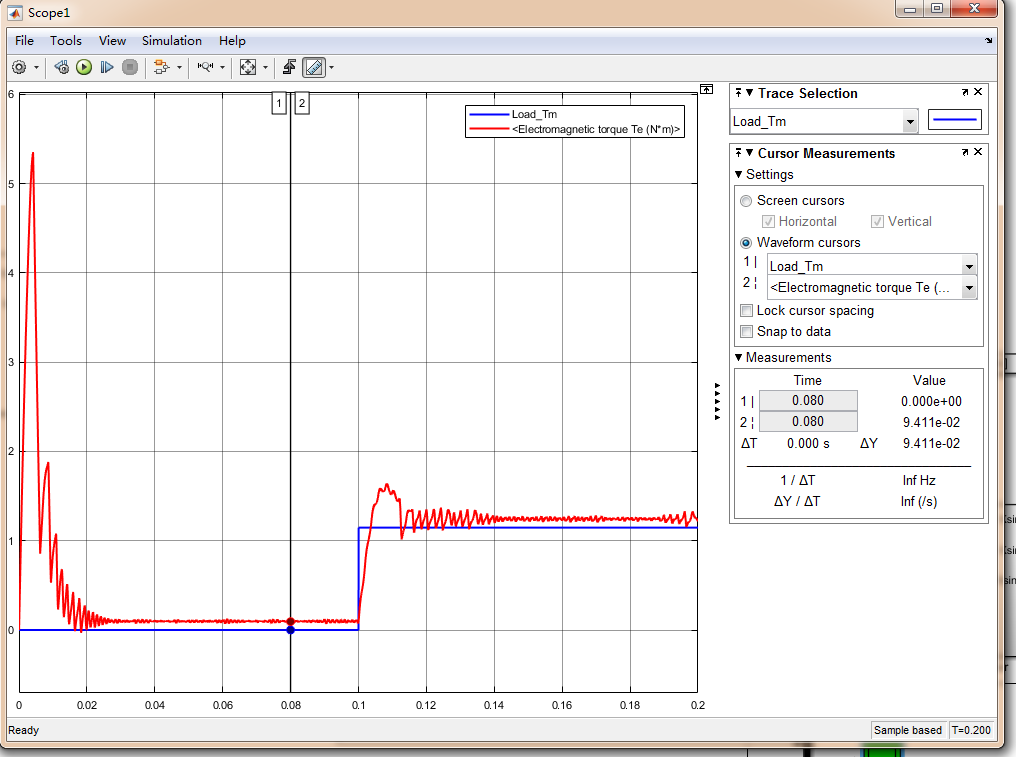 Scope1
File Tools View Simulation Help
6
5
4
3
2
1
0
0 0.02 0.04 0.06 0.08 0.1 0.12 0.14 0.16 0.18 0.2
1 2
Load_Tm
<Electromagnetic torque Te (N*m)>
Trace Selection
Load_Tm
Cursor Measurements
Settings
Screen cursors
Horizontal Vertical
Waveform cursors
1 | Load_Tm
2 ¦ <Electromagnetic torque Te (...
Lock cursor spacing
Snap to data
Measurements
Time Value
1 | 0.080 0.000e+00
2 ¦ 0.080 9.411e-02
ΔT 0.000 s ΔY 9.411e-02
1 / ΔT Inf Hz
ΔY / ΔT Inf (/s)
Ready Sample based T=0.200